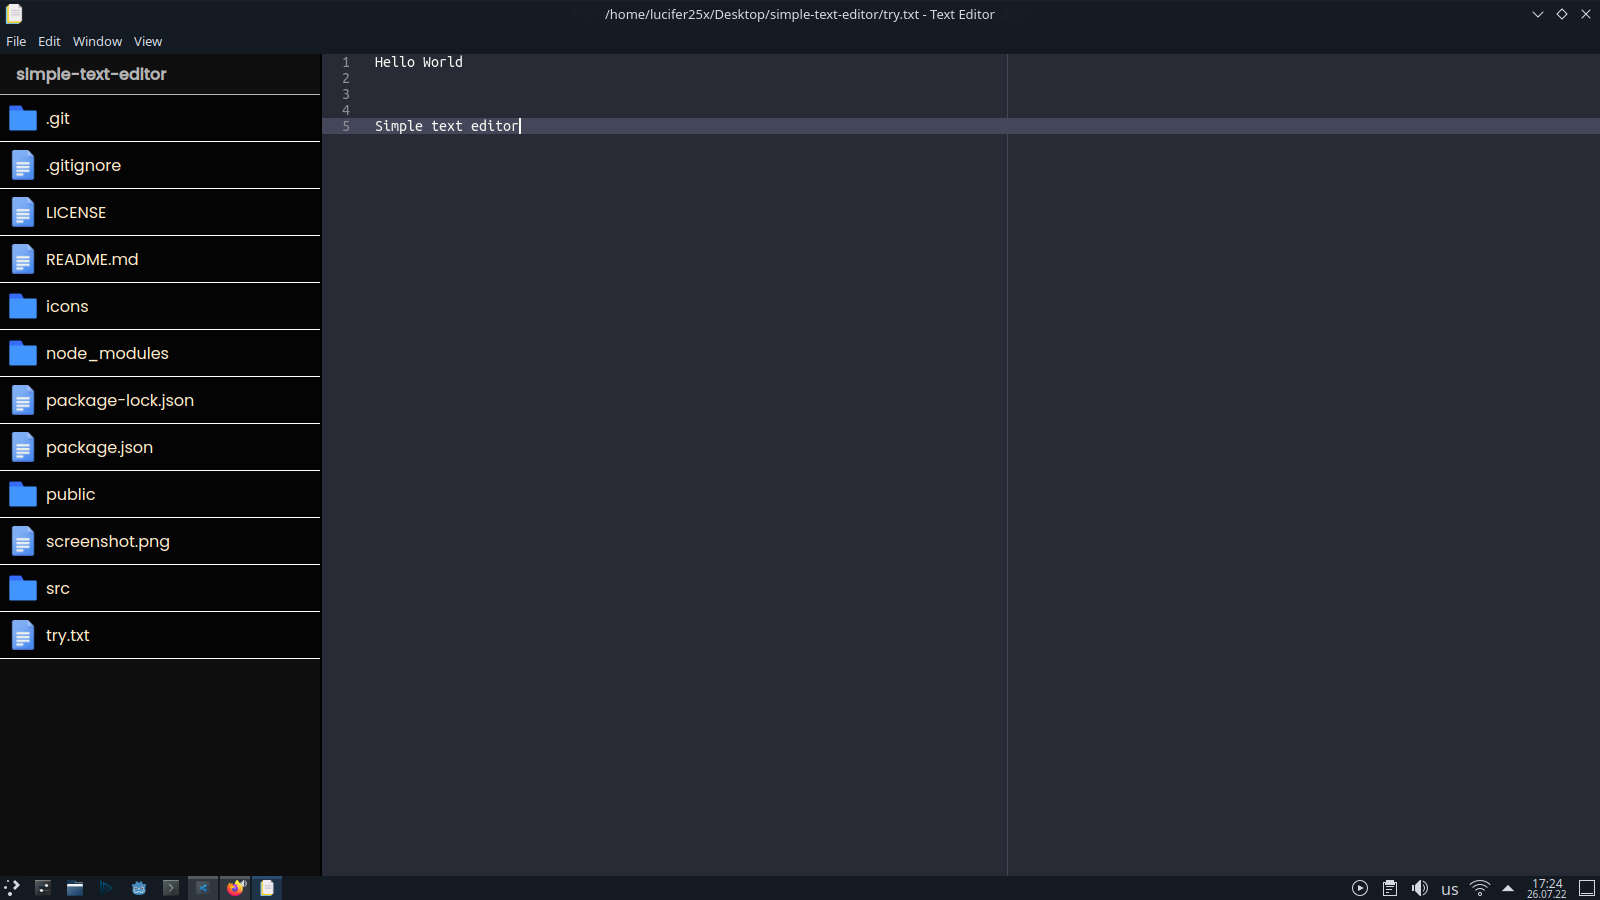 /home/lucifer25x/Desktop/simple-text-editor/try.txt - Text Editor
File Edit Window View
simple-text-editor
.git
.gitignore
LICENSE
README.md
icons
node_modules
package-lock.json
package.json
public
screenshot.png
src
try.txt
1 Hello World
2
3
4
5 Simple text editor
us
17:24
26.07.22